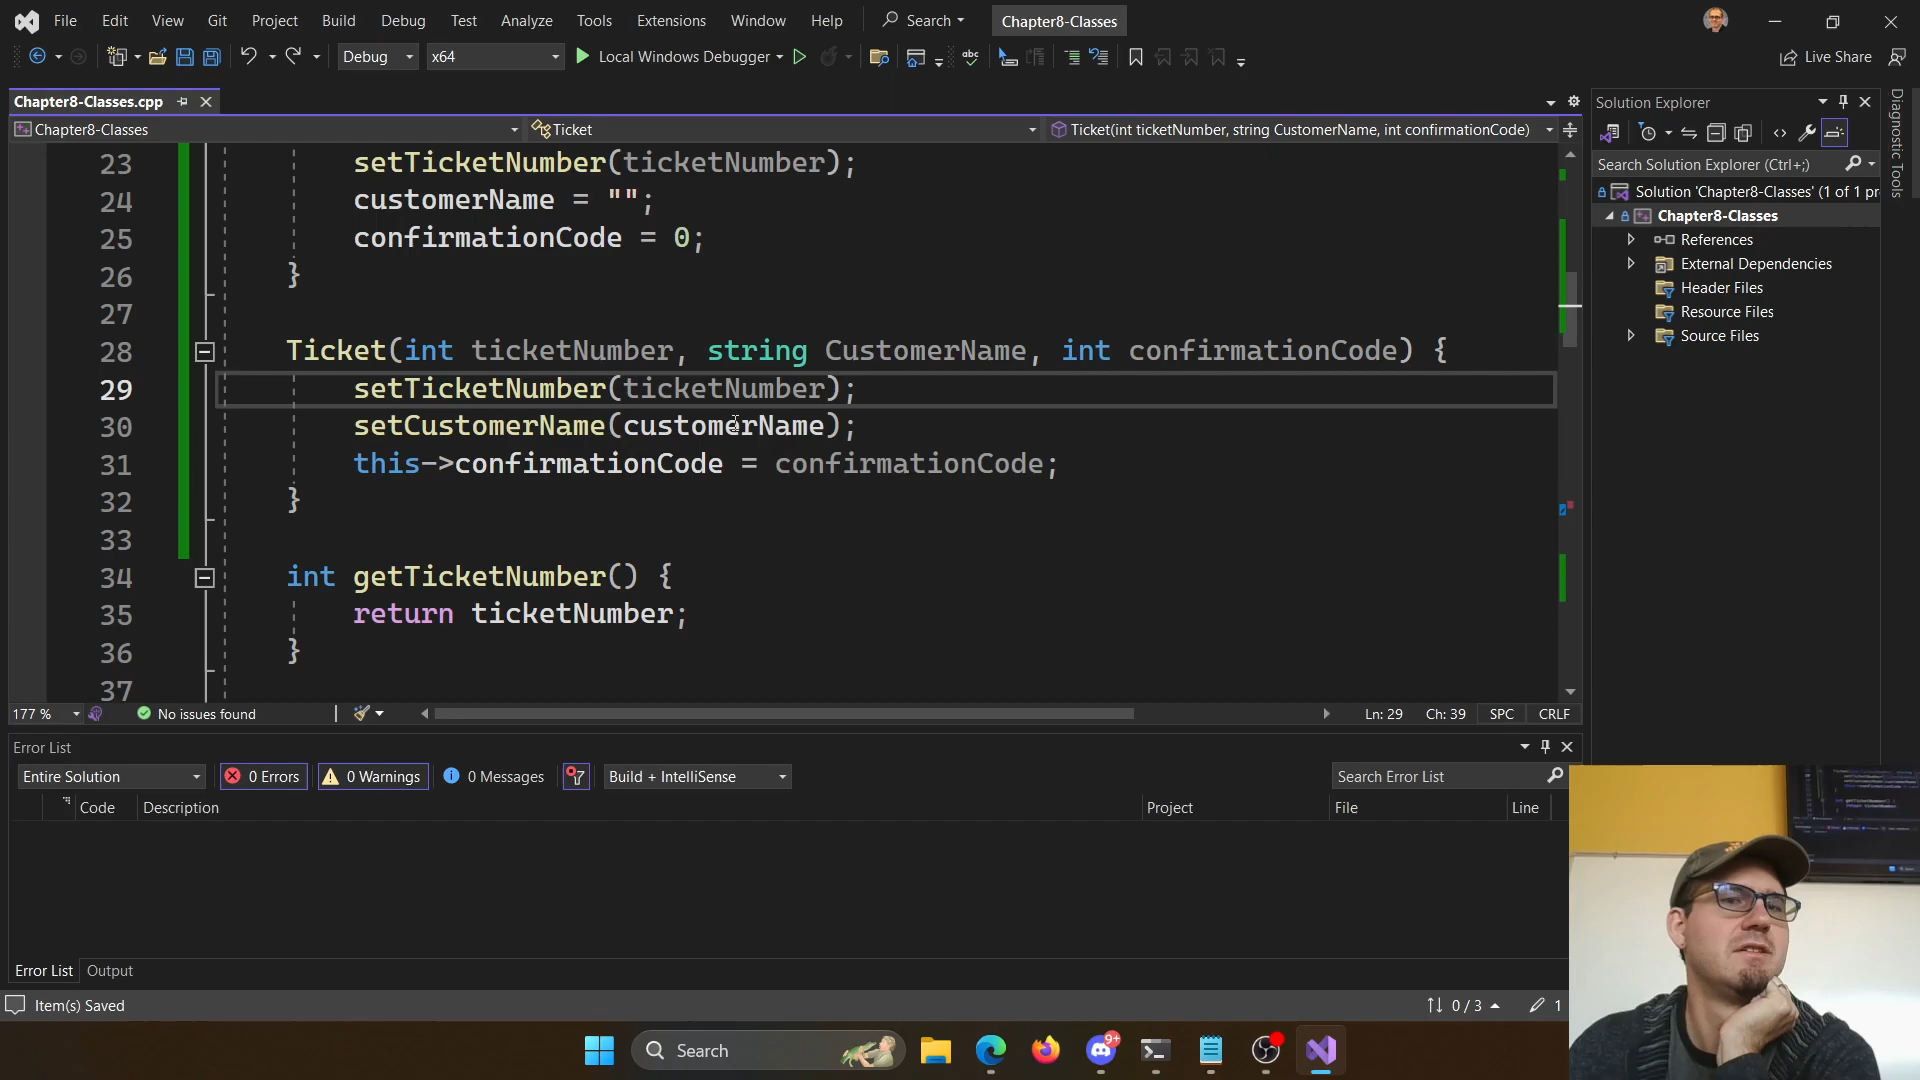 File Edit View Git Project Build Debug Test Analyze Tools Extensions Window Help Search Chapter8-Classes
Debug x64 Local Windows Debugger Live Share
Chapter8-Classes.cpp
Chapter8-Classes Ticket Ticket(int ticketNumber, string CustomerName, int confirmationCode)
23 setTicketNumber(ticketNumber);
24 customerName = "";
25 confirmationCode = 0;
26 }
27
28 Ticket(int ticketNumber, string CustomerName, int confirmationCode) {
29 setTicketNumber(ticketNumber);
30 setCustomerName(customerName);
31 this->confirmationCode = confirmationCode;
32 }
33
34 int getTicketNumber() {
35 return ticketNumber;
36 }
37
177 % No issues found Ln: 29 Ch: 39 SPC CRLF
Solution Explorer
Search Solution Explorer (Ctrl+;)
Solution 'Chapter8-Classes' (1 of 1 pr
Chapter8-Classes
References
External Dependencies
Header Files
Resource Files
Source Files
Diagnostic Tools
Error List
Entire Solution 0 Errors 0 Warnings 0 Messages Build + IntelliSense Search Error List
Code Description Project File Line
Error List Output
Item(s) Saved 0 / 3 1
Search 9+